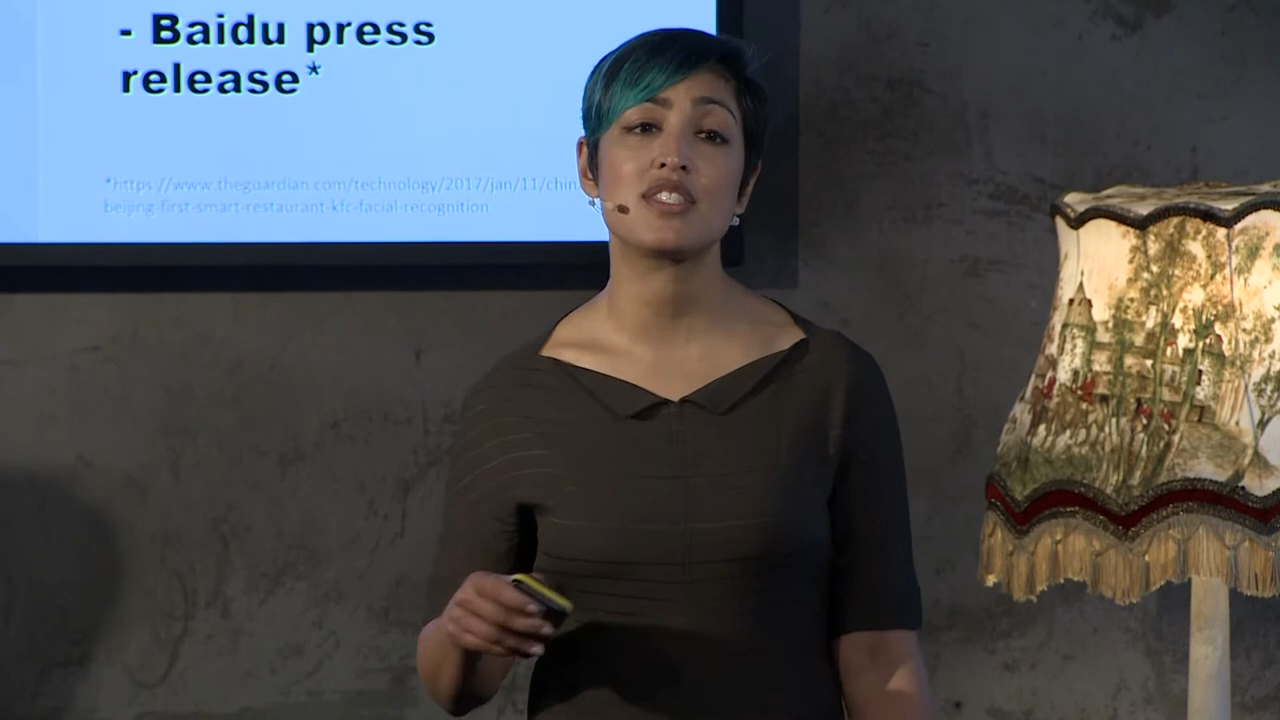 - Baidu press
release*
*https://www.theguardian.com/technology/2017/jan/11/chin
beijing-first-smart-restaurant-kfc-facial-recognition